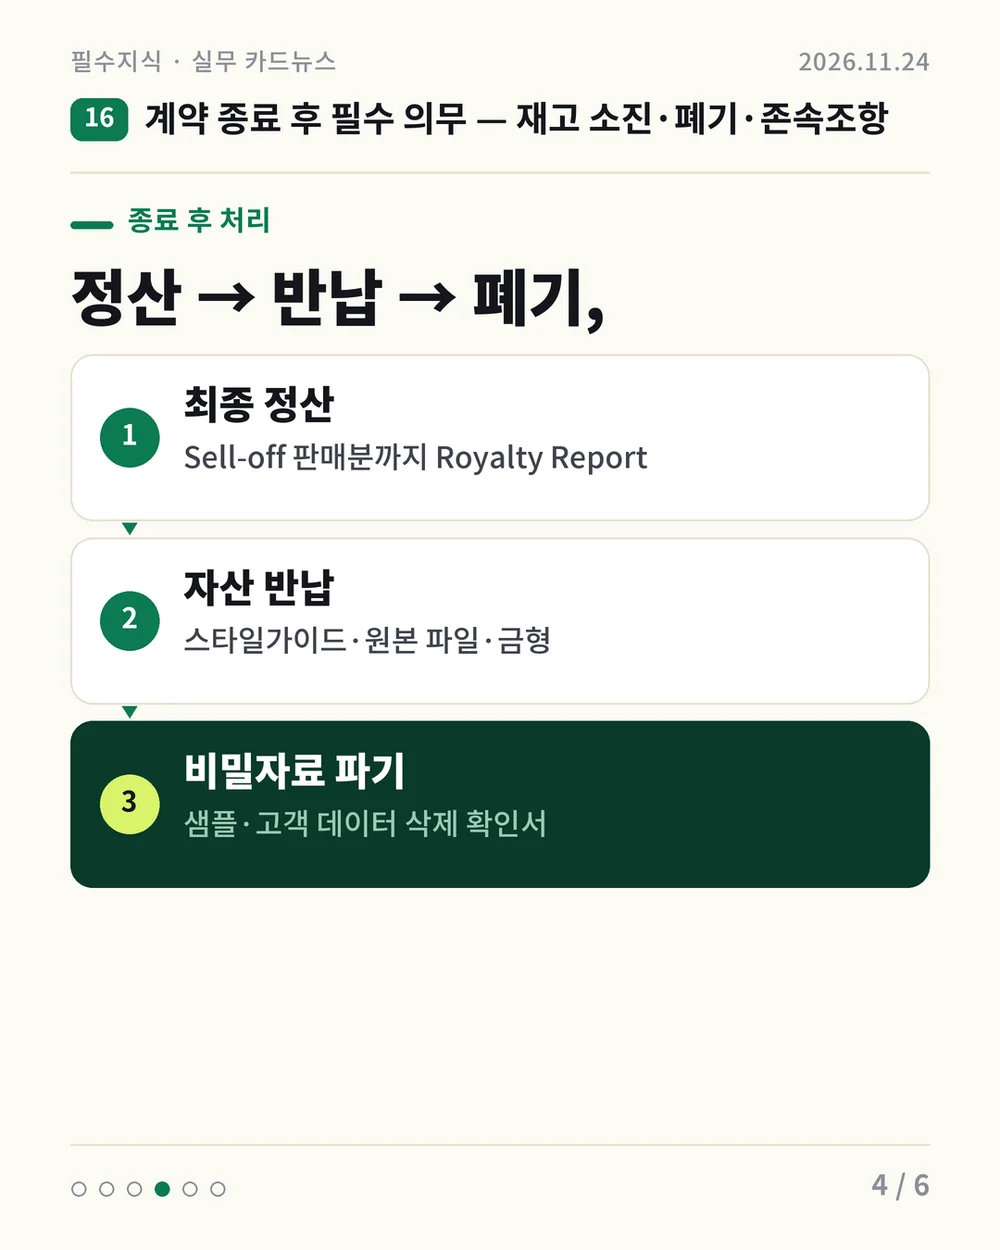 필수지식 · 실무 카드뉴스
2026.11.24
16 계약 종료 후 필수 의무 — 재고 소진·폐기·존속조항
종료 후 처리
정산 → 반납 → 폐기,
1
최종 정산
Sell-off 판매분까지 Royalty Report
2
자산 반납
스타일가이드·원본 파일·금형
3
비밀자료 파기
샘플·고객 데이터 삭제 확인서
4 / 6